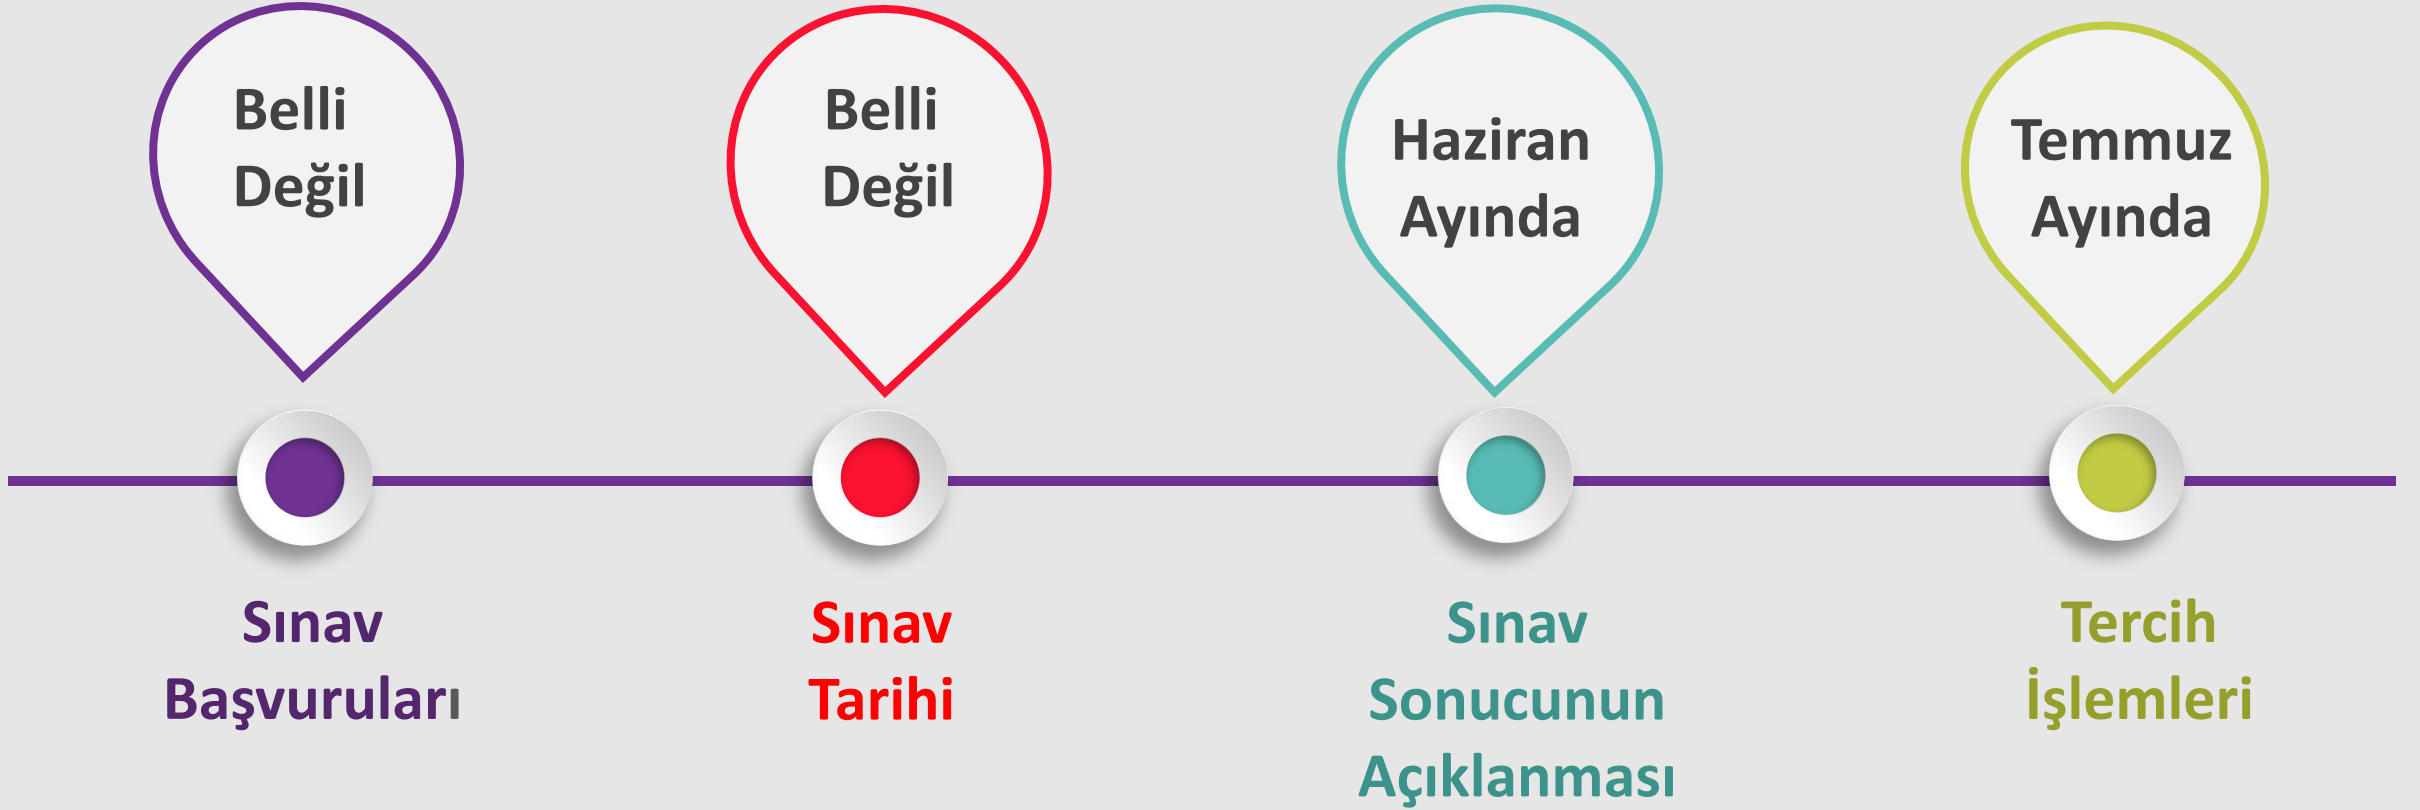 Belli
Değil
Belli
Değil
Haziran
Ayında
Temmuz
Ayında
Sınav
Başvuruları
Sınav
Tarihi
Sınav
Sonucunun
Açıklanması
Tercih
İşlemleri